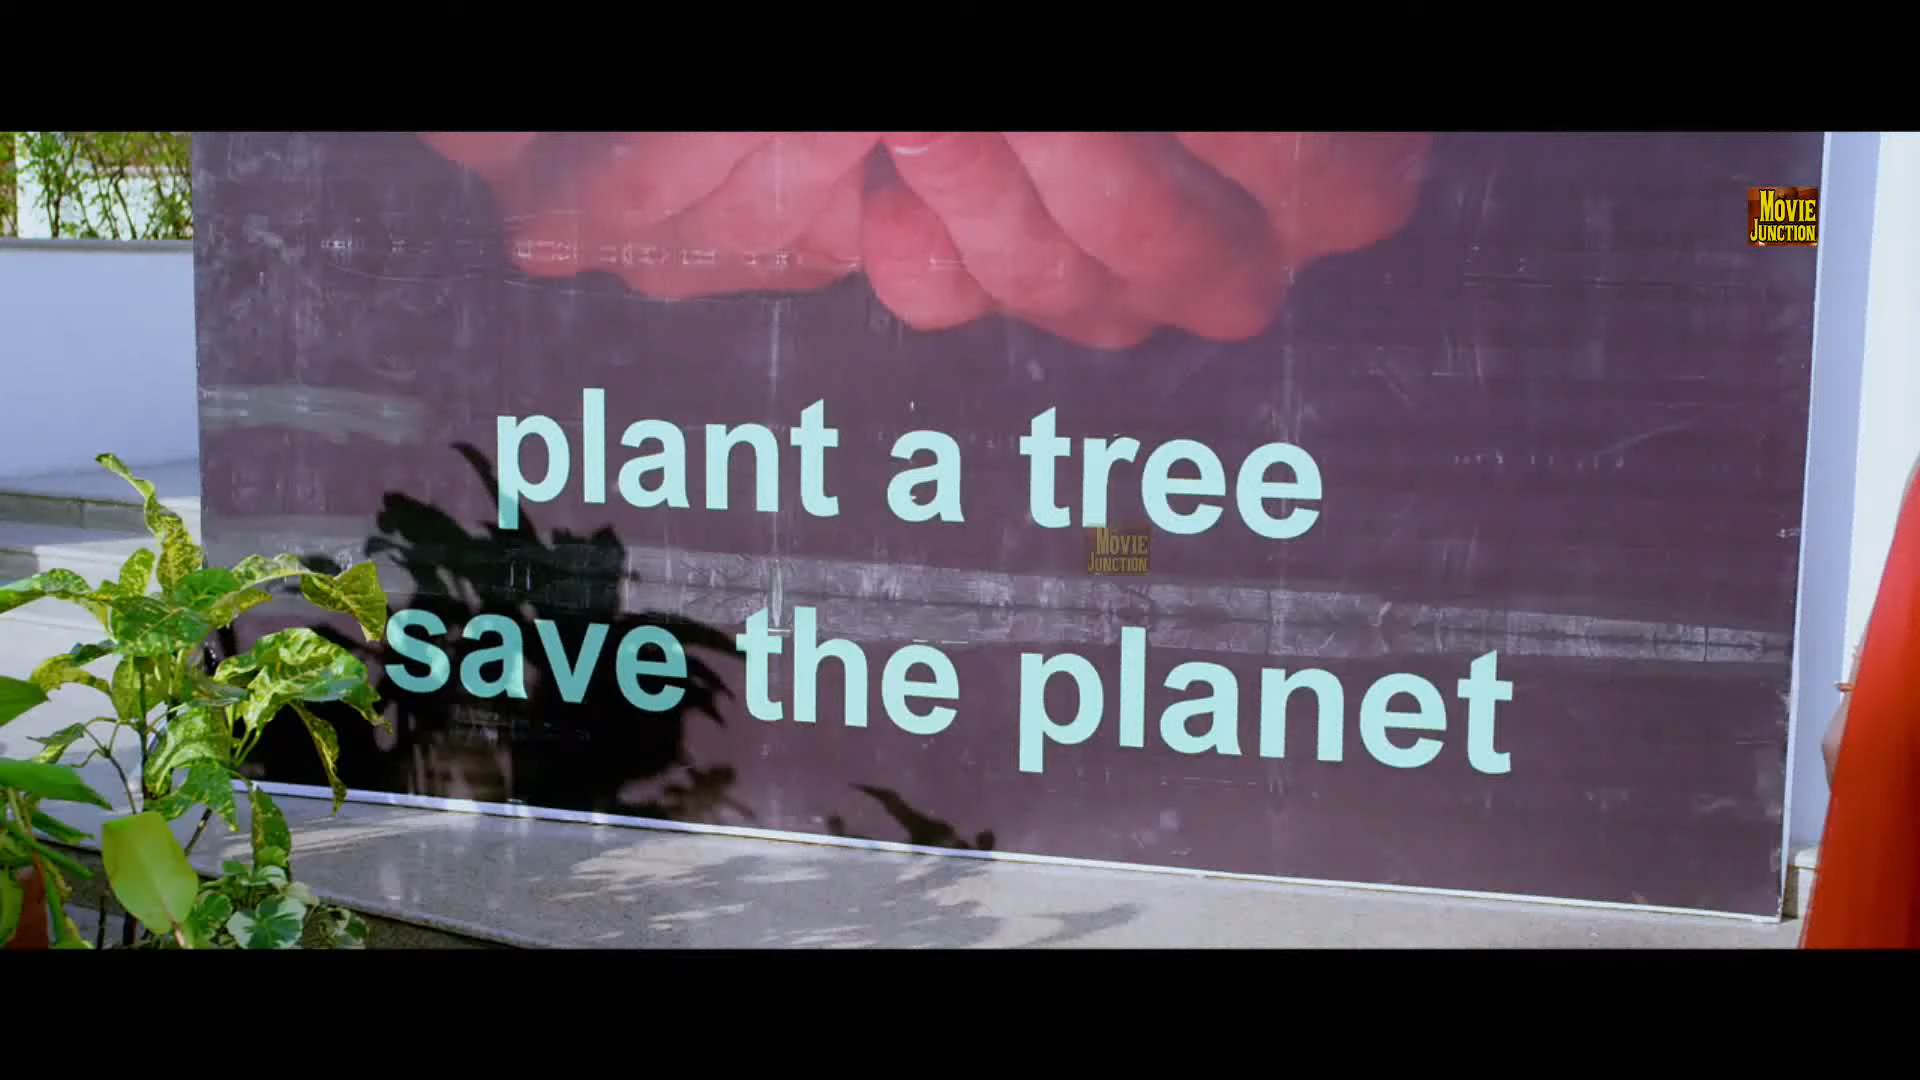 MOVIE
JUNCTION
plant a tree
MOVIE
JUNCTION
save the planet